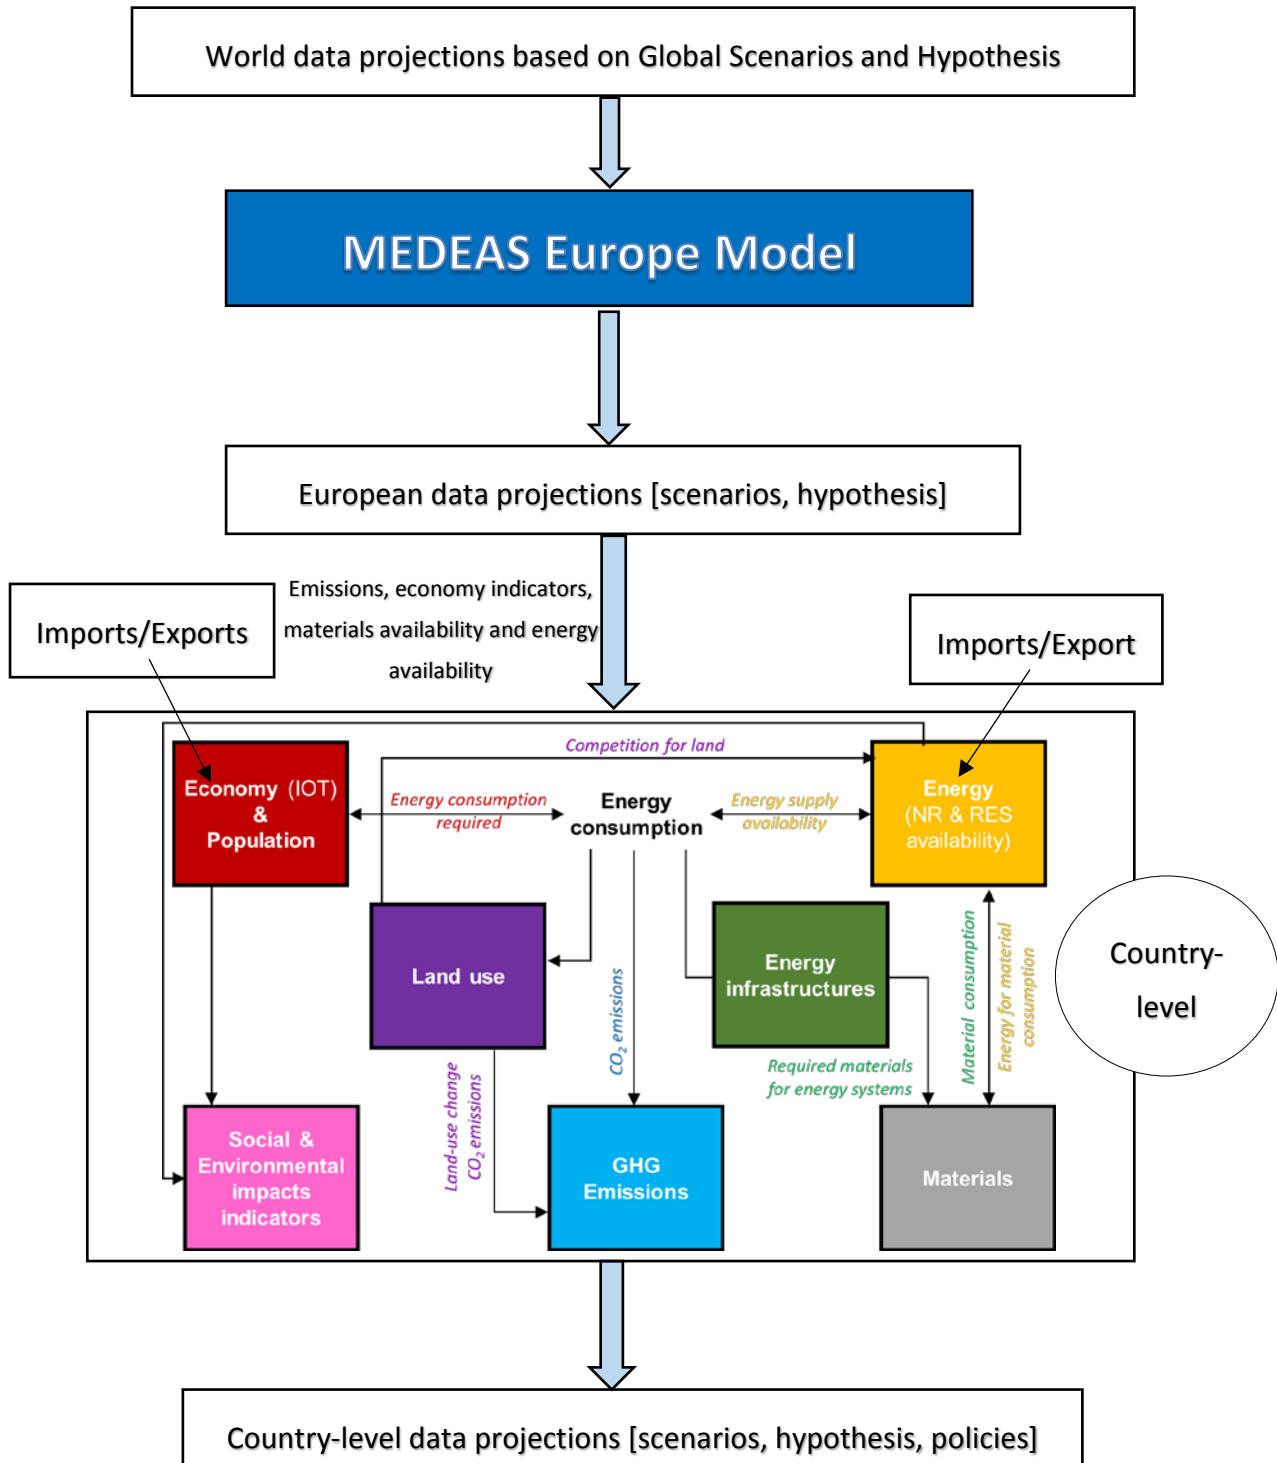 World data projections based on Global Scenarios and Hypothesis
MEDEAS Europe Model
European data projections [scenarios, hypothesis]
Emissions, economy indicators,
materials availability and energy
availability
Imports/Exports
Imports/Export
Competition for land
Economy (IOT)
&
Population
Energy consumption
required
Energy
consumption
Energy supply
availability
Energy
(NR & RES
availability)
Land use
Energy
infrastructures
Material consumption
Energy for material
consumption
Country-
level
CO₂ emissions
Land-use change
CO₂ emissions
Required materials
for energy systems
Social &
Environmental
impacts
indicators
GHG
Emissions
Materials
Country-level data projections [scenarios, hypothesis, policies]